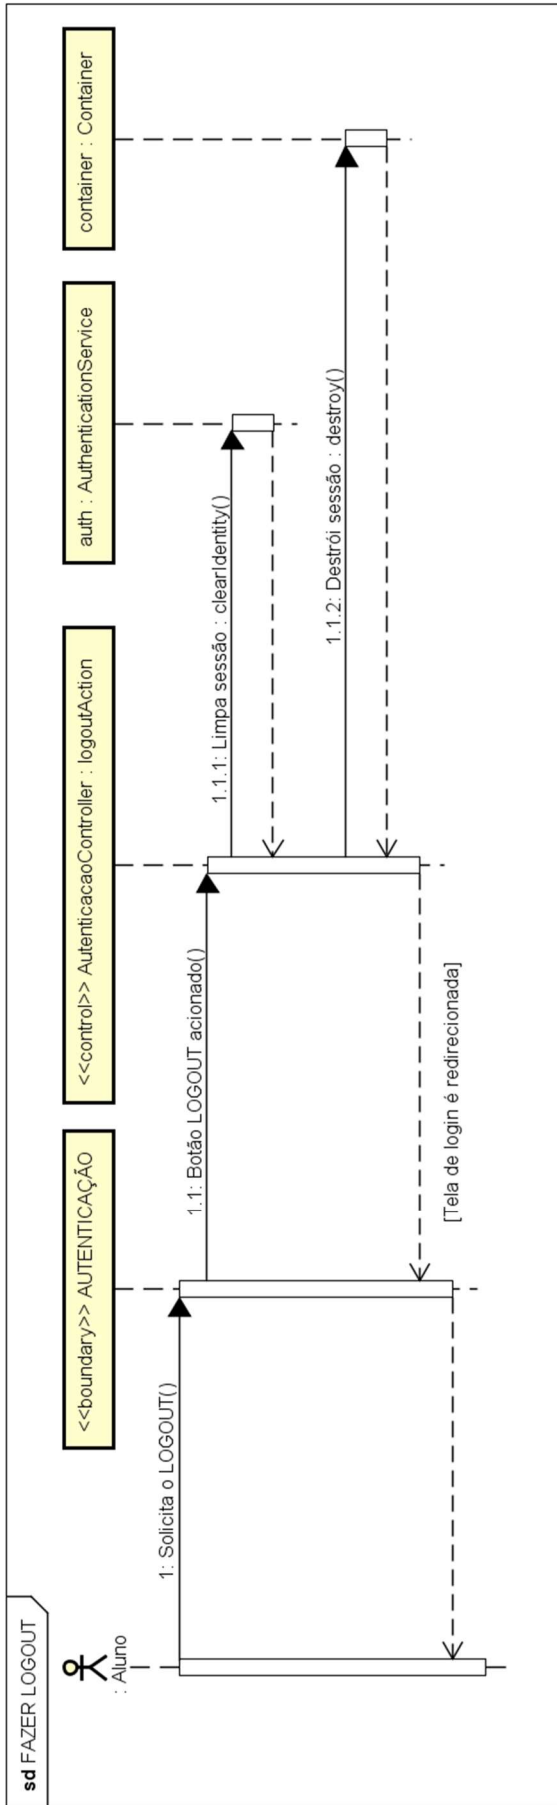 sd FAZER LOGOUT
: Aluno
<<boundary>> AUTENTICAÇÃO
<<control>> AutenticacaoController : logoutAction
auth : AuthenticationService
container : Container
1: Solicita o LOGOUT()
1.1: Botão LOGOUT acionado()
1.1.1: Limpa sessão : clearIdentity()
1.1.2: Destrói sessão : destroy()
[Tela de login é redirecionada]